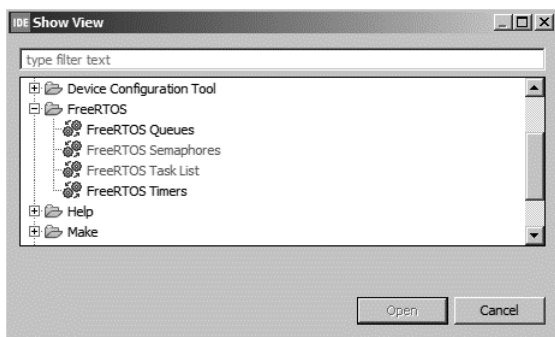 IDE Show View
type filter text
Device Configuration Tool
FreeRTOS
FreeRTOS Queues
FreeRTOS Semaphores
FreeRTOS Task List
FreeRTOS Timers
Help
Make
Open Cancel